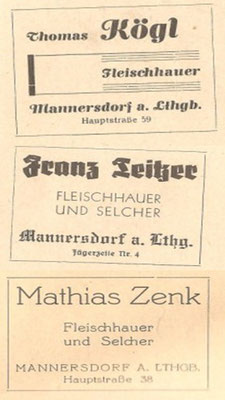 Thomas Kögl
Fleischhauer
Mannersdorf a. Lthgb.
Hauptstraße 59
Franz Teitzer
FLEISCHHAUER
UND SELCHER
Mannersdorf a. Lthg.
Jägerzeile Nr. 4
Mathias Zenk
Fleischhauer
und Selcher
MANNERSDORF A. LTHGB.
Hauptstraße 38